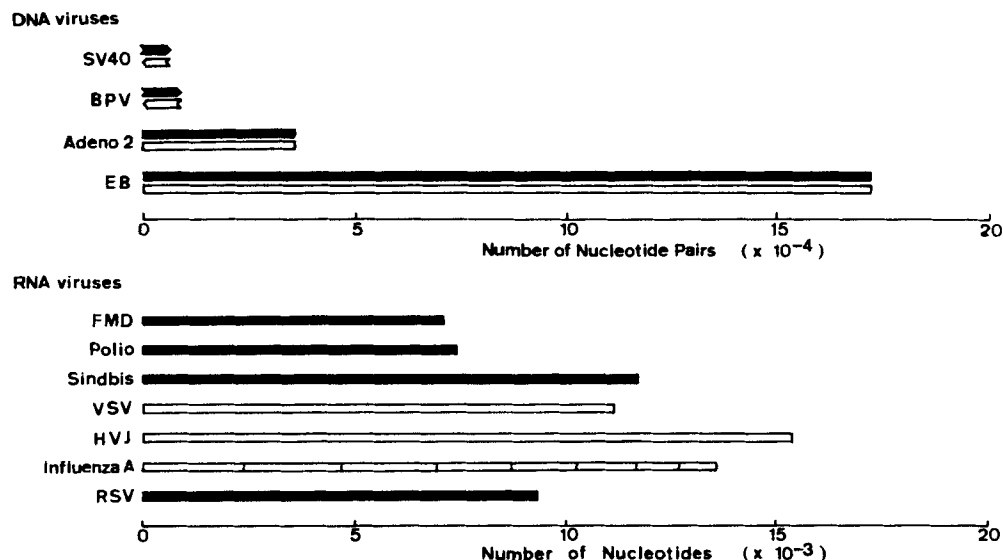 DNA viruses
SV40
BPV
Adeno 2
EB
0 5 10 15 20
Number of Nucleotide Pairs ( x 10⁻⁴)
RNA viruses
FMD
Polio
Sindbis
VSV
HVJ
Influenza A
RSV
0 5 10 15 20
Number of Nucleotides ( x 10⁻³)